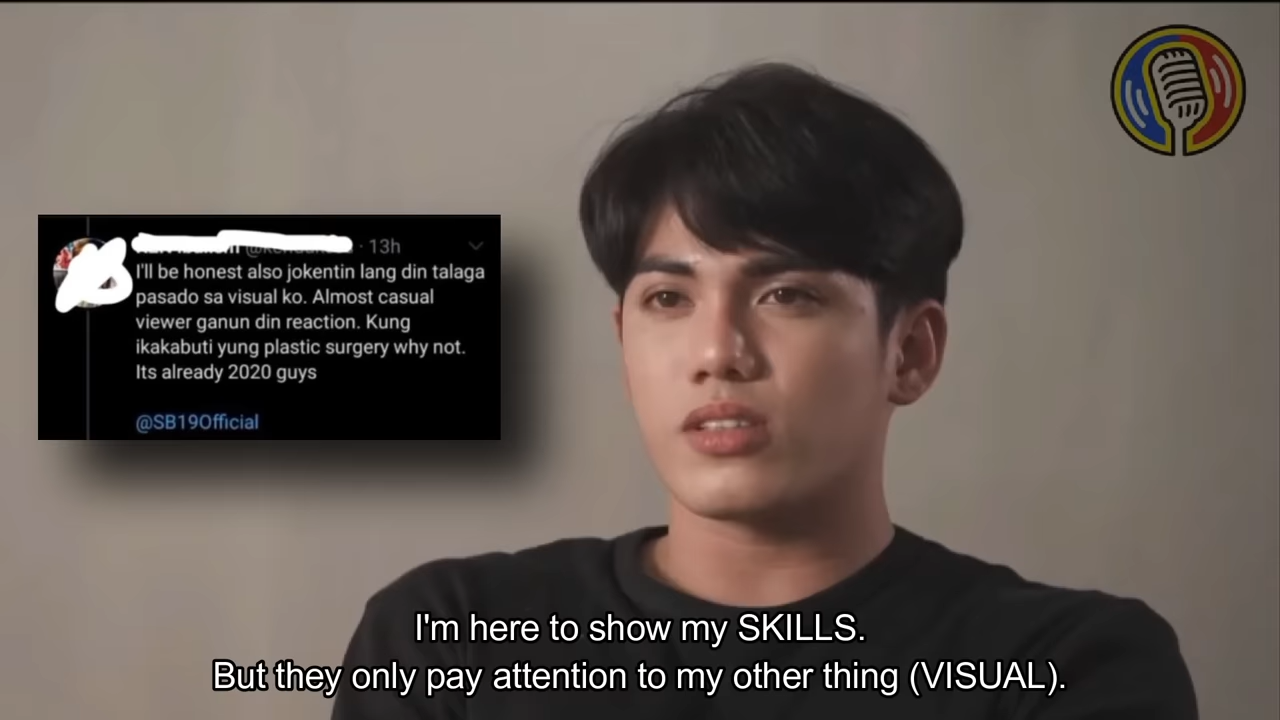 · 13h
I'll be honest also jokentin lang din talaga
pasado sa visual ko. Almost casual
viewer ganun din reaction. Kung
ikakabuti yung plastic surgery why not.
Its already 2020 guys
@SB19Official
I'm here to show my SKILLS.
But they only pay attention to my other thing (VISUAL).